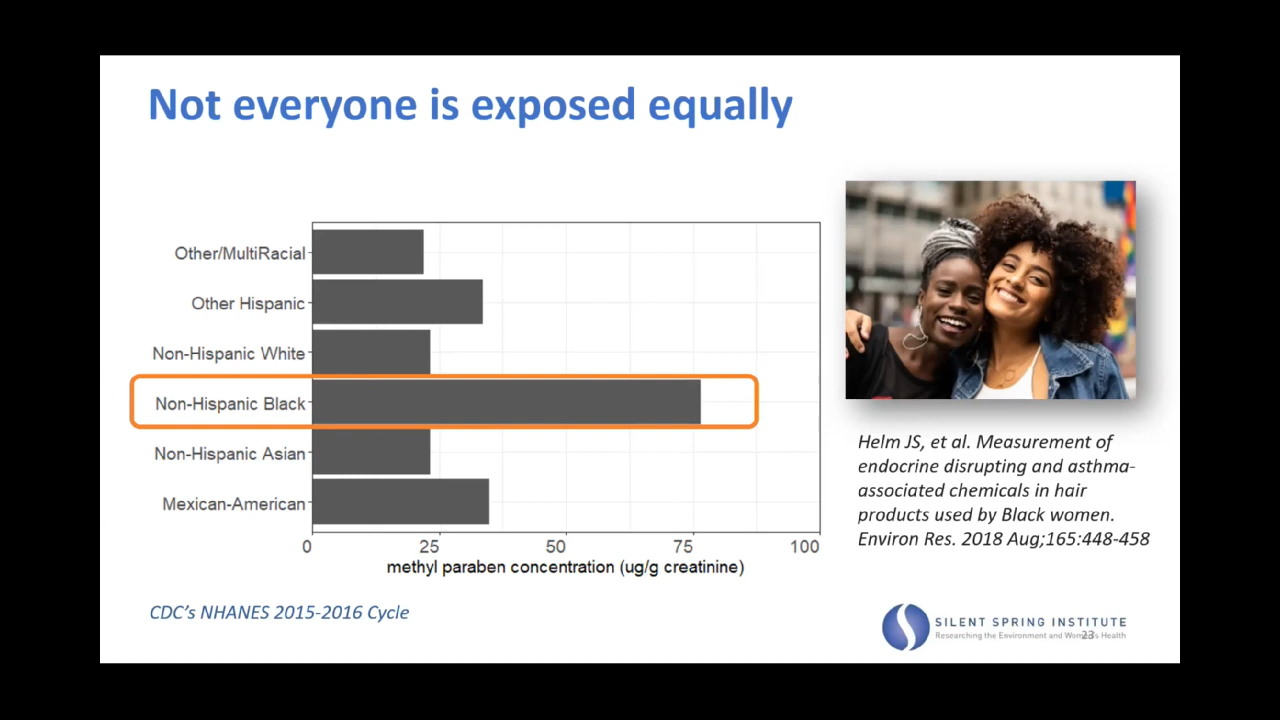 Not everyone is exposed equally
Other/MultiRacial
Other Hispanic
Non-Hispanic White
Non-Hispanic Black
Non-Hispanic Asian
Mexican-American
0 25 50 75 100
methyl paraben concentration (ug/g creatinine)
Helm JS, et al. Measurement of
endocrine disrupting and asthma-
associated chemicals in hair
products used by Black women.
Environ Res. 2018 Aug;165:448-458
CDC's NHANES 2015-2016 Cycle
SILENT SPRING INSTITUTE
Researching the Environment and Women's Health
23